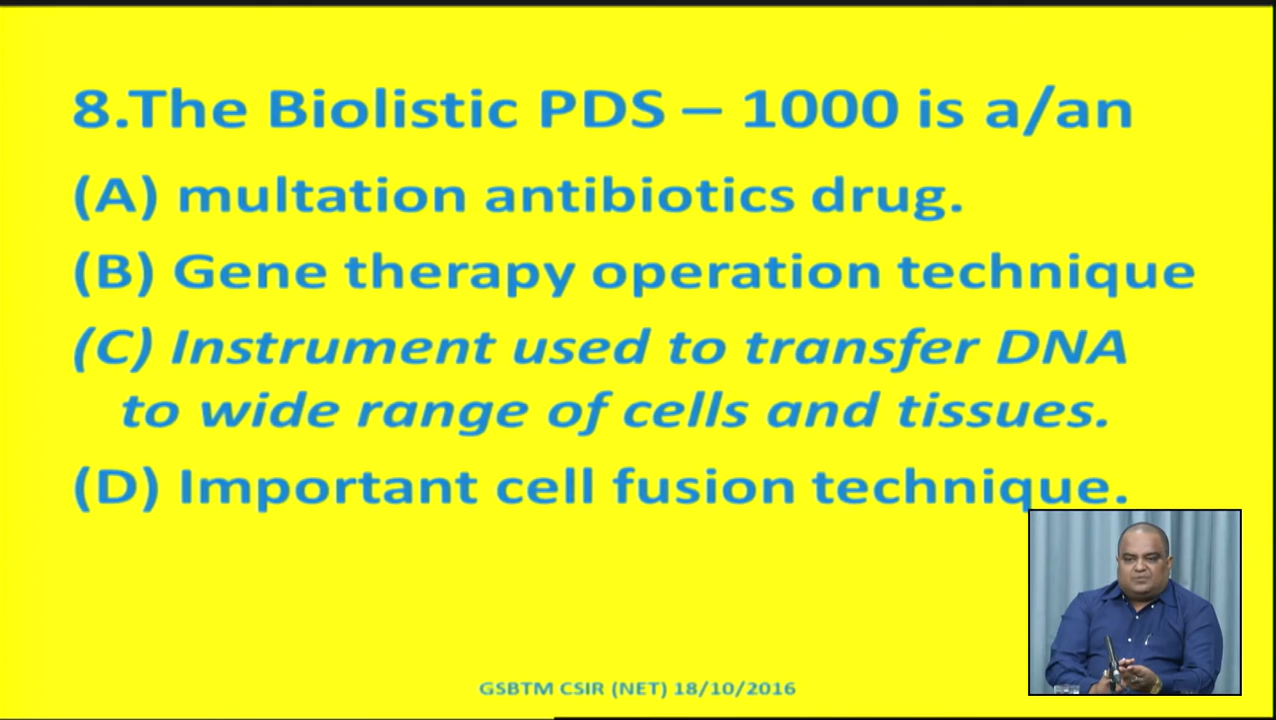 8.The Biolistic PDS – 1000 is a/an
(A) multation antibiotics drug.
(B) Gene therapy operation technique
(C) Instrument used to transfer DNA
to wide range of cells and tissues.
(D) Important cell fusion technique.
GSBTM CSIR (NET) 18/10/2016